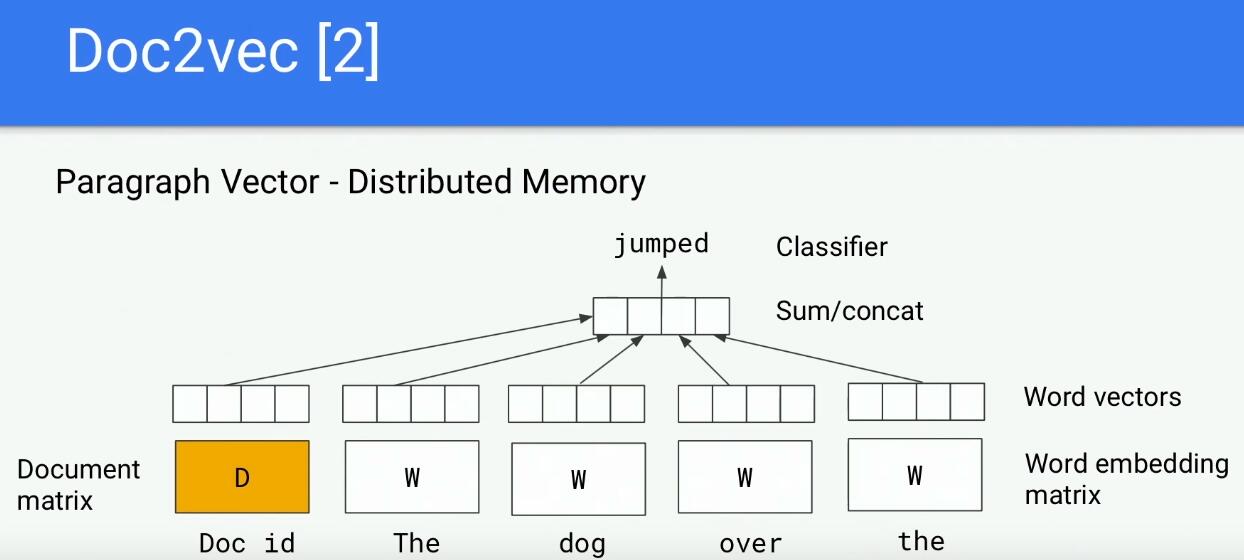 Doc2vec [2]
Paragraph Vector - Distributed Memory
jumped
Classifier
Sum/concat
Word vectors
Document
matrix
D
W
W
W
W
Word embedding
matrix
Doc id
The
dog
over
the